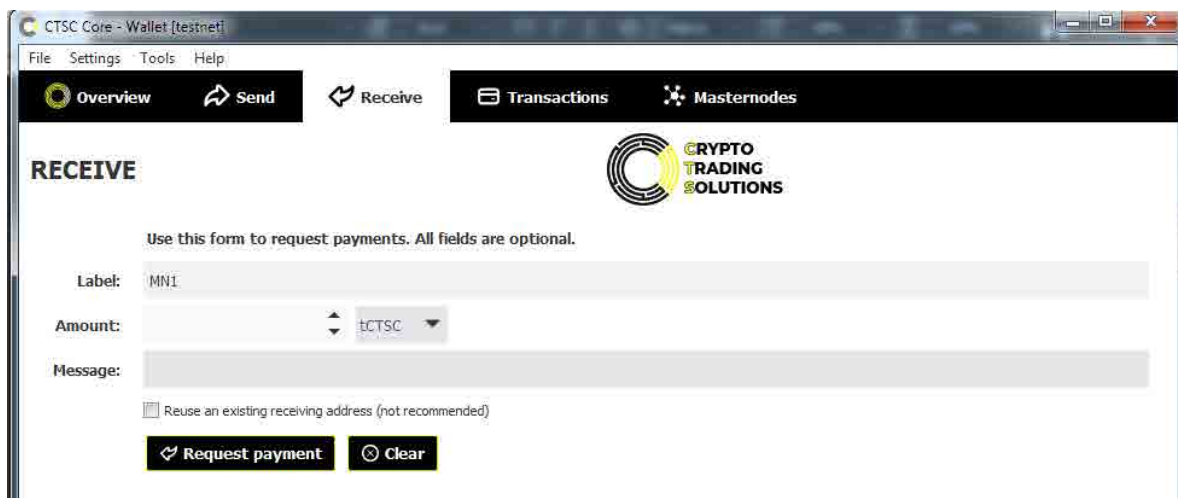 CTSC Core - Wallet [testnet]
File Settings Tools Help
Overview Send Receive Transactions Masternodes
RECEIVE
CRYPTO
TRADING
SOLUTIONS
Use this form to request payments. All fields are optional.
Label: MN1
Amount: tCTSC
Message:
Reuse an existing receiving address (not recommended)
Request payment Clear